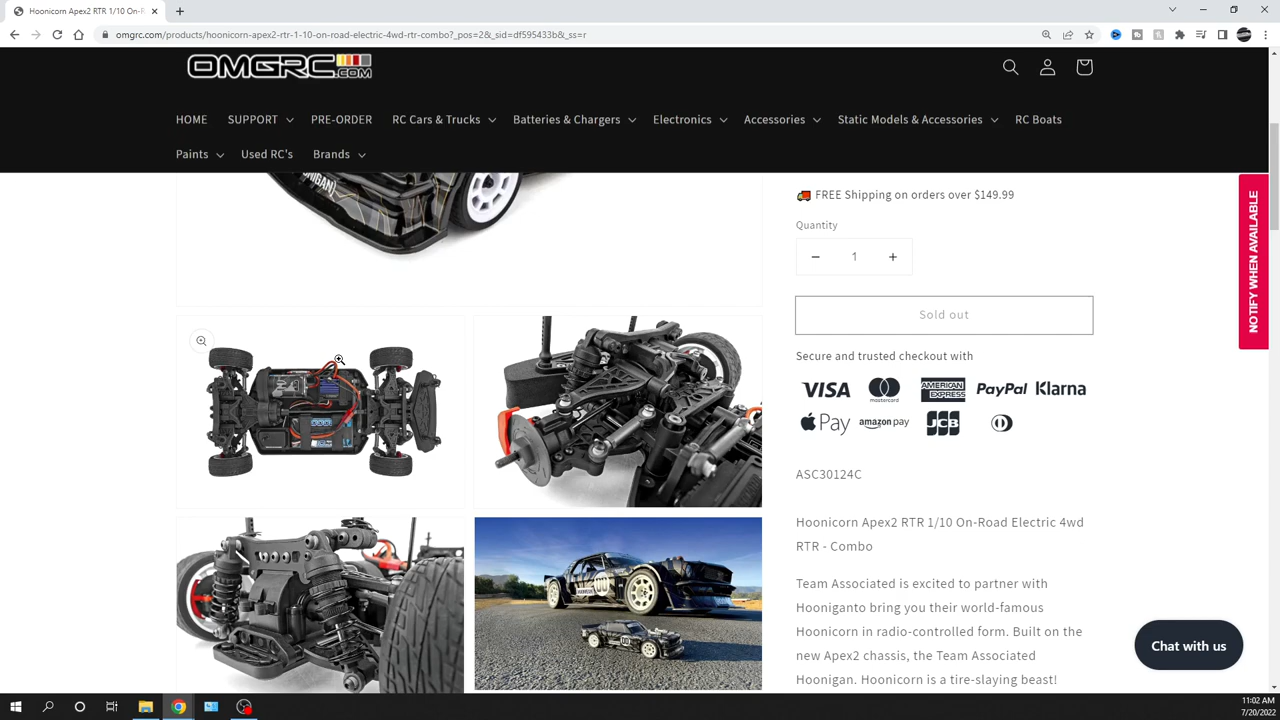 Hoonicorn Apex2 RTR 1/10 On-R
omgrc.com/products/hoonicorn-apex2-rtr-1-10-on-road-electric-4wd-rtr-combo?_pos=2&_sid=df595433b&_ss=r
OMGRC.COM
HOME SUPPORT PRE-ORDER RC Cars & Trucks Batteries & Chargers Electronics Accessories Static Models & Accessories RC Boats
Paints Used RC's Brands
FREE Shipping on orders over $149.99
Quantity
− 1 +
Sold out
Secure and trusted checkout with
VISA mastercard AMERICAN EXPRESS PayPal Klarna
Pay amazon pay JCB
ASC30124C
Hoonicorn Apex2 RTR 1/10 On-Road Electric 4wd
RTR - Combo
Team Associated is excited to partner with
Hooniganto bring you their world-famous
Hoonicorn in radio-controlled form. Built on the
new Apex2 chassis, the Team Associated
Hoonigan. Hoonicorn is a tire-slaying beast!
NOTIFY WHEN AVAILABLE
Chat with us
11:02 AM
7/20/2022